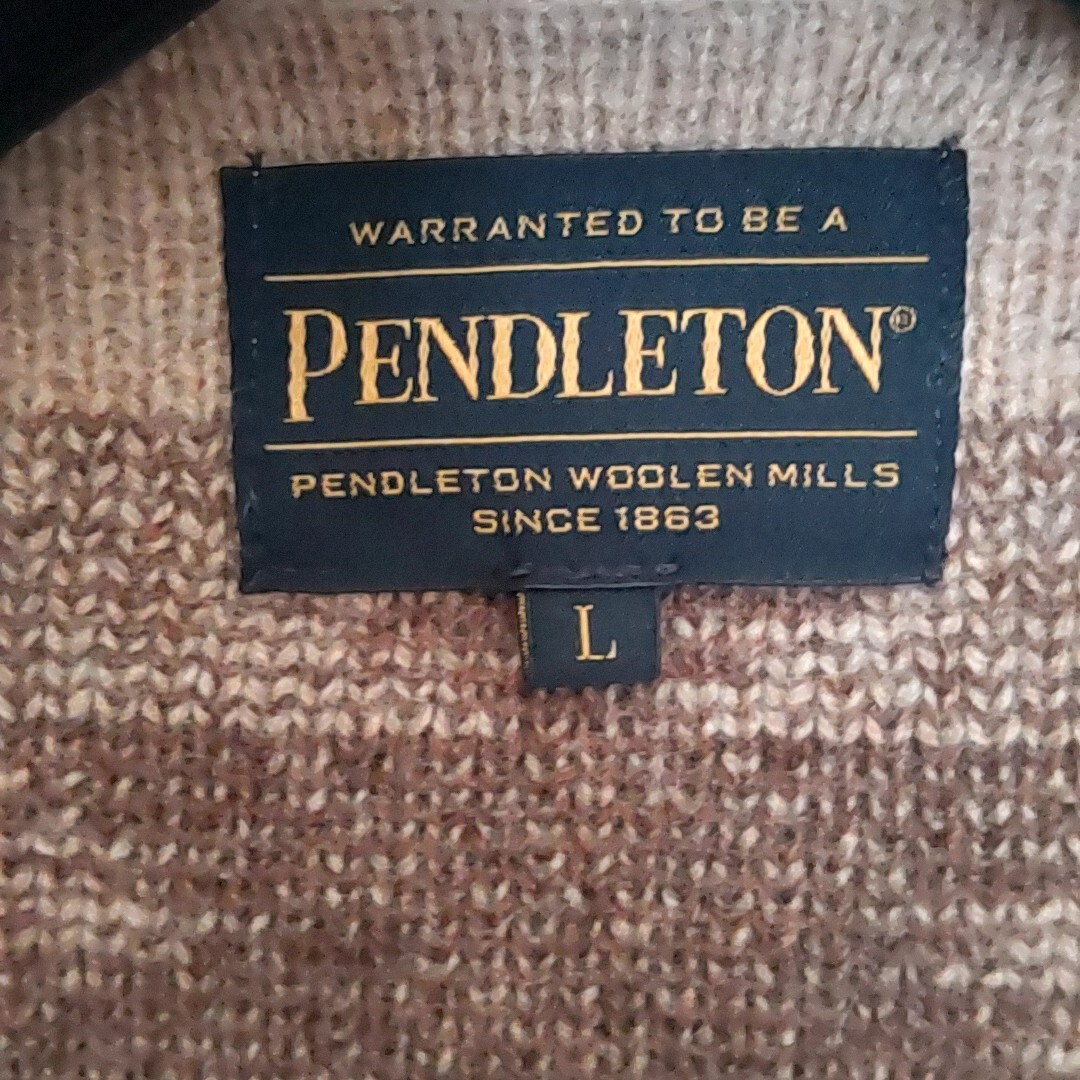 WARRANTED TO BE A
PENDLETON®
PENDLETON WOOLEN MILLS
SINCE 1863
L